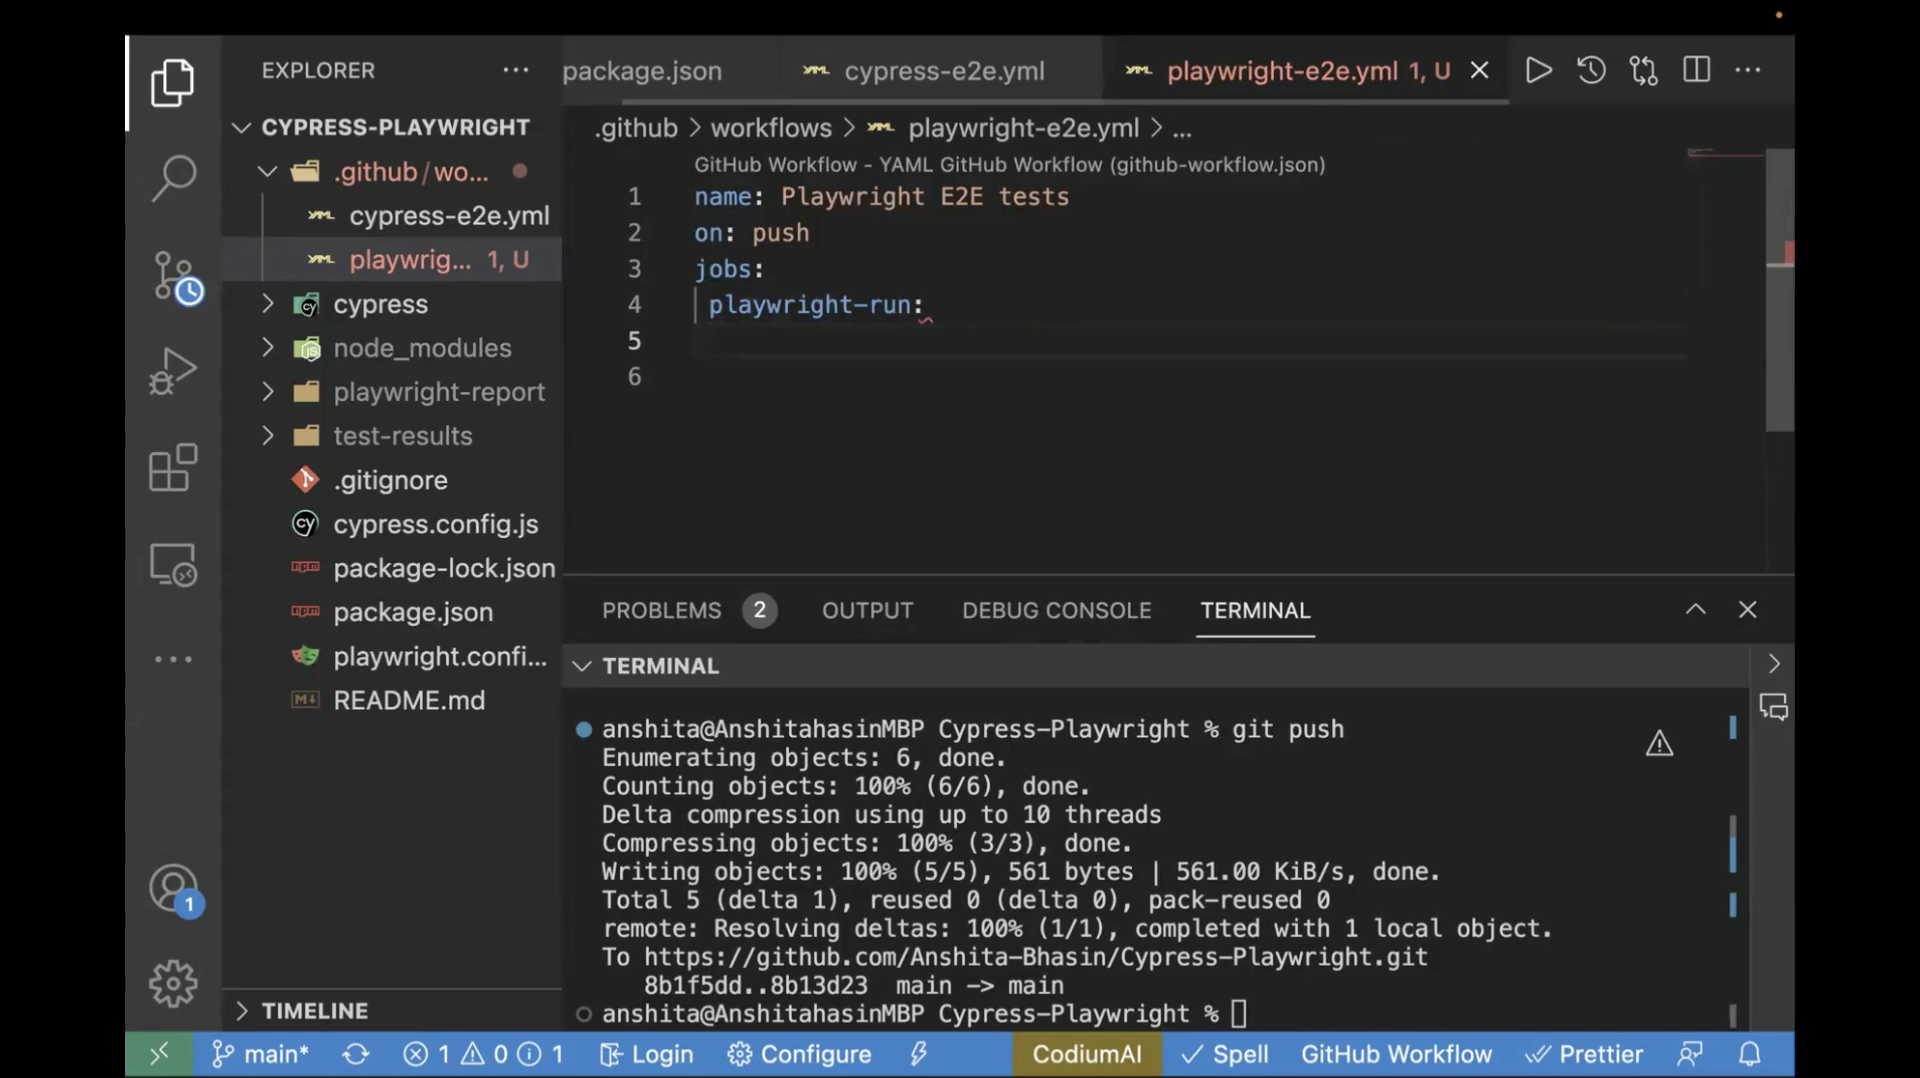 EXPLORER
CYPRESS-PLAYWRIGHT
.github/wo...
cypress-e2e.yml
playwrig... 1, U
cypress
node_modules
playwright-report
test-results
.gitignore
cypress.config.js
package-lock.json
package.json
playwright.confi...
README.md
TIMELINE
package.json
cypress-e2e.yml
playwright-e2e.yml 1, U
.github > workflows > playwright-e2e.yml > ...
GitHub Workflow - YAML GitHub Workflow (github-workflow.json)
1 name: Playwright E2E tests
2 on: push
3 jobs:
4 playwright-run:
5
6
PROBLEMS 2 OUTPUT DEBUG CONSOLE TERMINAL
TERMINAL
anshita@AnshitahasinMBP Cypress-Playwright % git push
Enumerating objects: 6, done.
Counting objects: 100% (6/6), done.
Delta compression using up to 10 threads
Compressing objects: 100% (3/3), done.
Writing objects: 100% (5/5), 561 bytes | 561.00 KiB/s, done.
Total 5 (delta 1), reused 0 (delta 0), pack-reused 0
remote: Resolving deltas: 100% (1/1), completed with 1 local object.
To https://github.com/Anshita-Bhasin/Cypress-Playwright.git
8b1f5dd..8b13d23 main -> main
anshita@AnshitahasinMBP Cypress-Playwright %
1
main* 1 0 1 Login Configure CodiumAI Spell GitHub Workflow Prettier